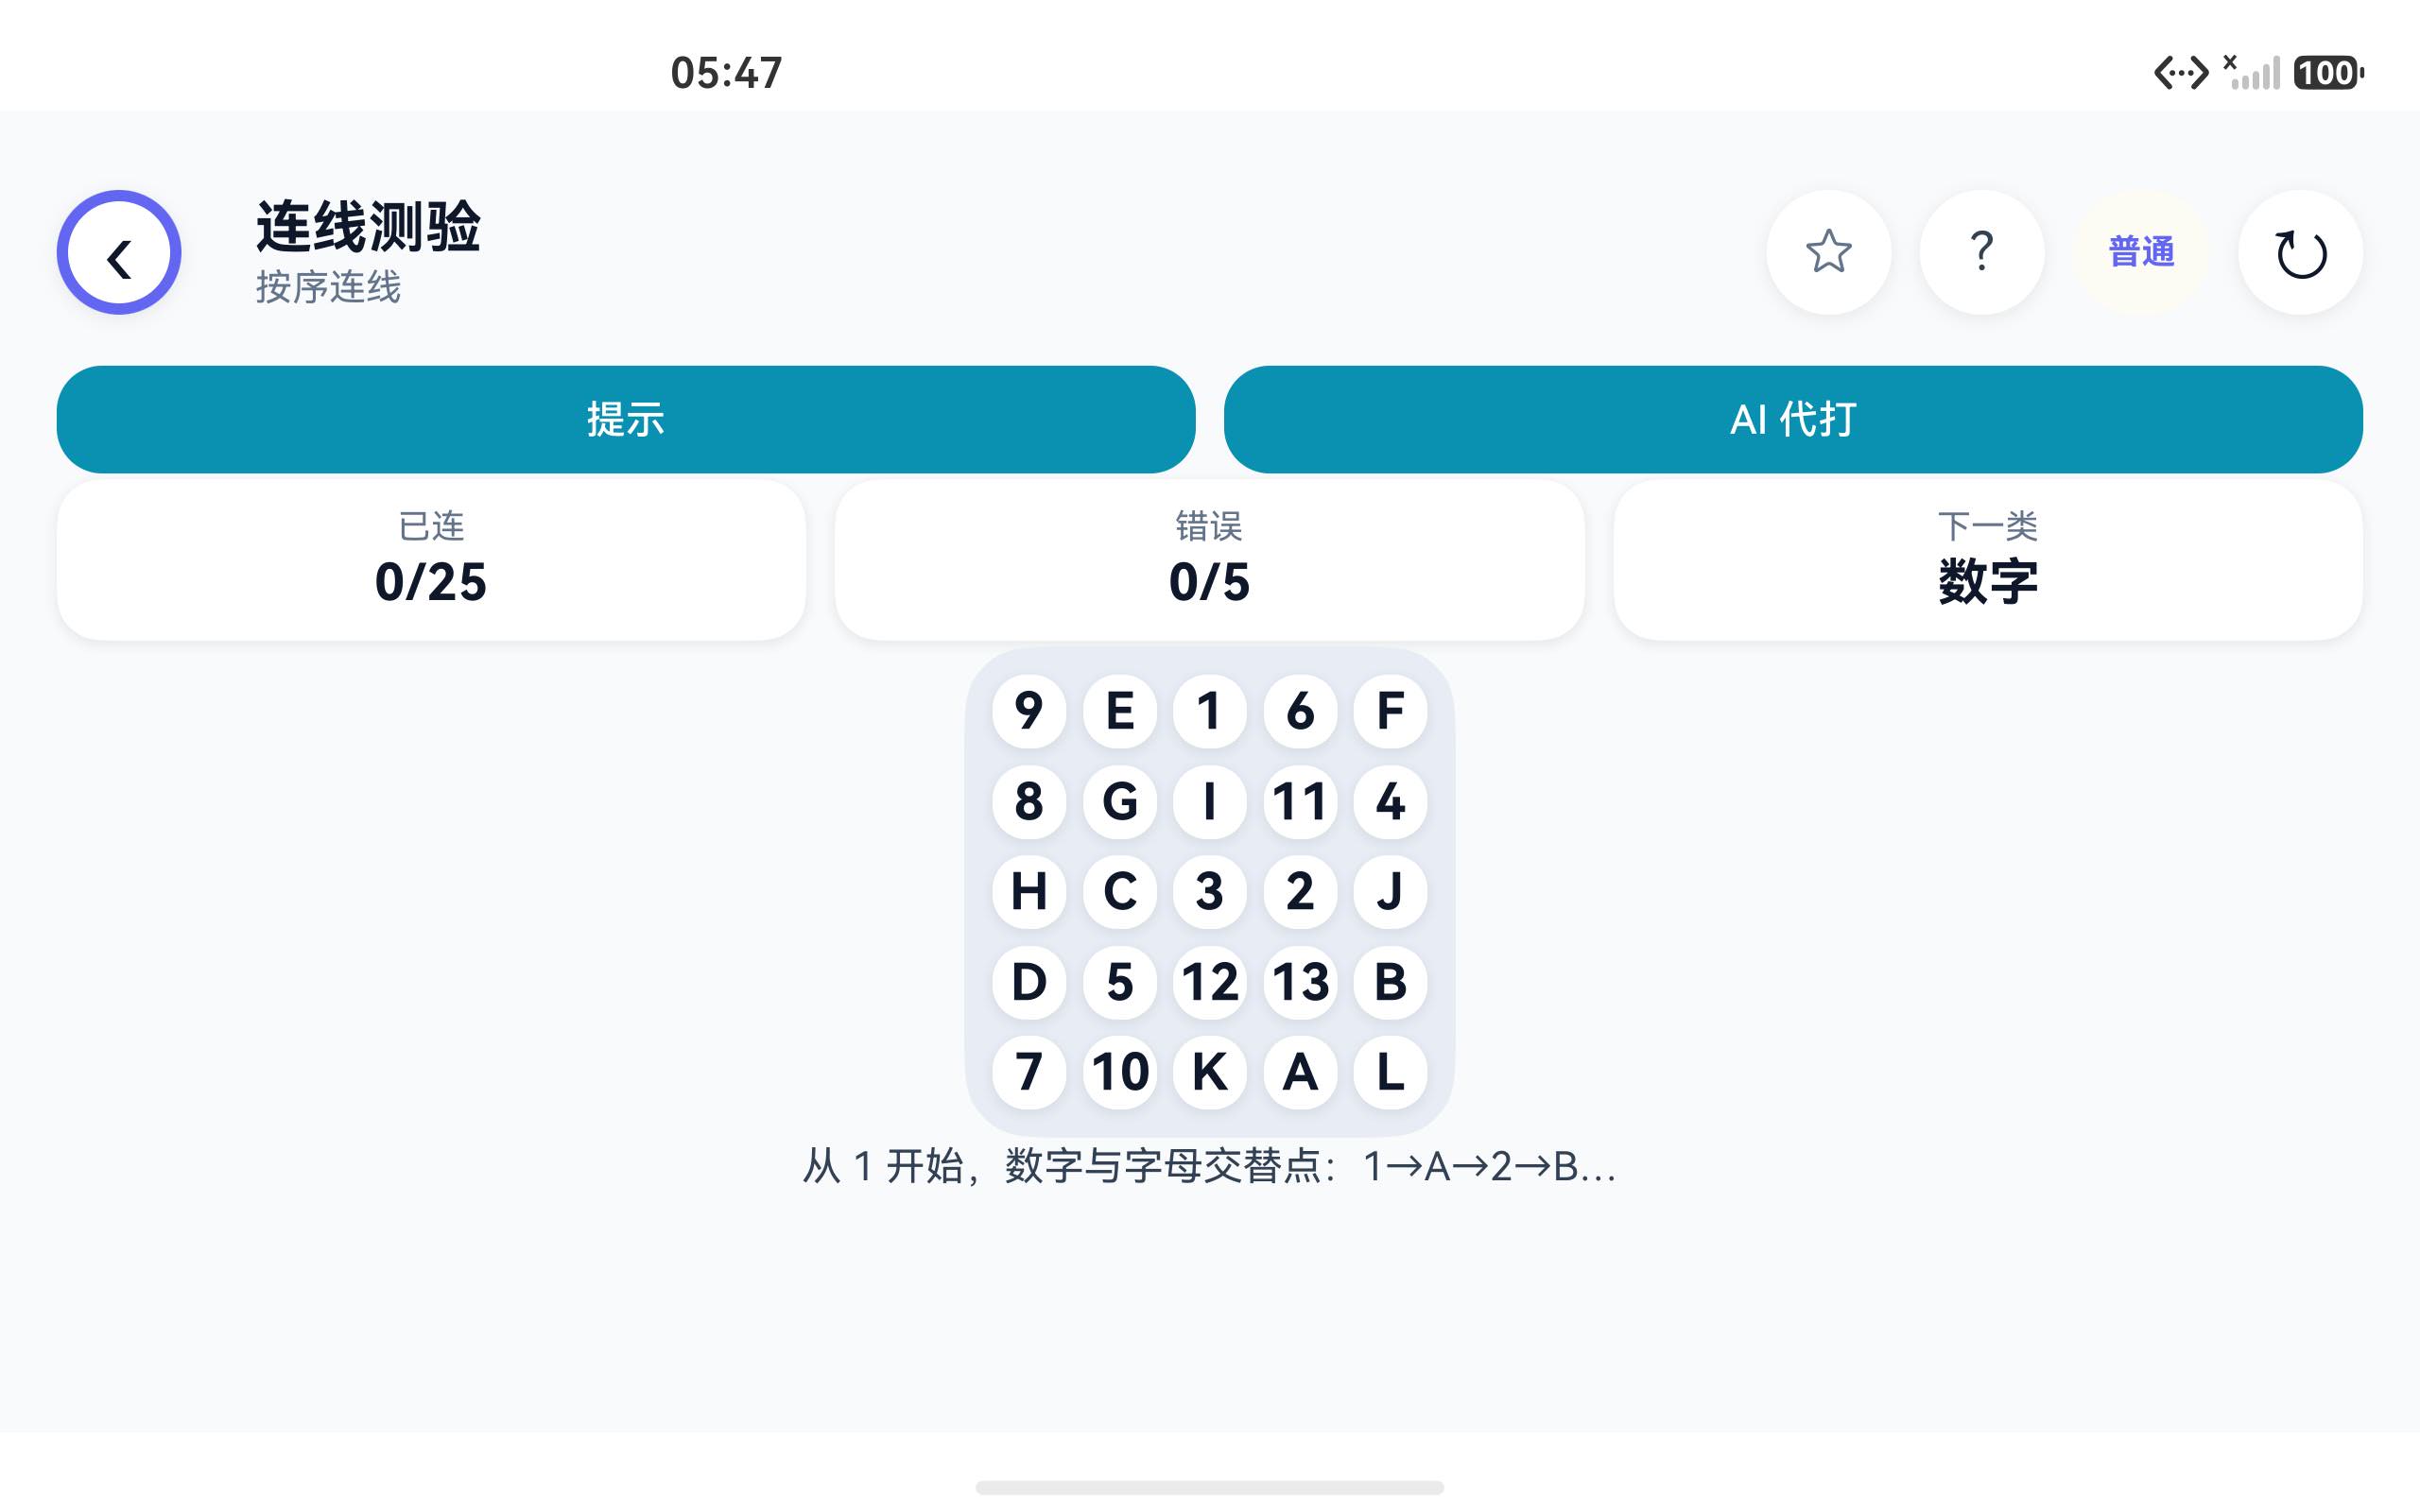 05:47
100
连线测验
按序连线
?
普通
提示
AI 代打
已连
0/25
错误
0/5
下一类
数字
9 E 1 6 F
8 G I 11 4
H C 3 2 J
D 5 12 13 B
7 10 K A L
从 1 开始，数字与字母交替点：1→A→2→B…